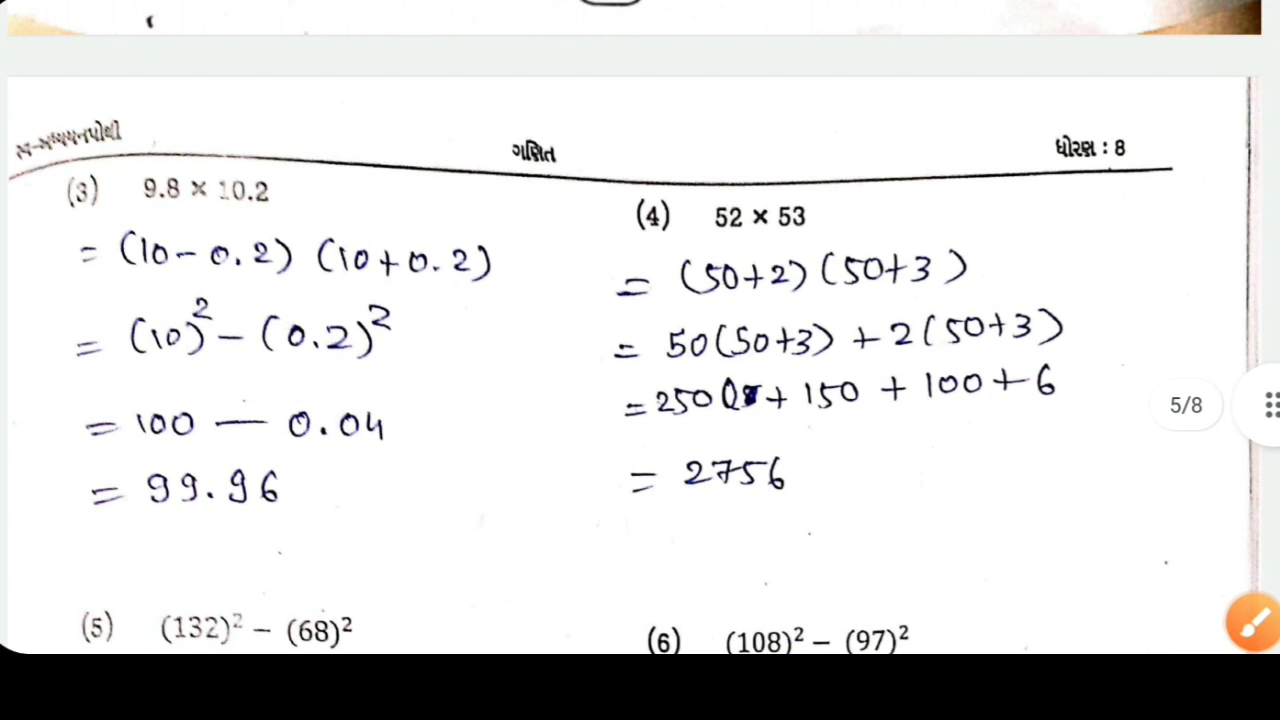 સ્વ-અધ્યયનપોથી
ગણિત
ધોરણ : 8
(3) 9.8 × 10.2
= (10 - 0.2) (10 + 0.2)
= (10)² - (0.2)²
= 100 — 0.04
= 99.96
(4) 52 × 53
= (50+2) (50+3)
= 50(50+3) + 2(50+3)
= 2500 + 150 + 100 + 6
= 2756
5/8
(5) (132)² – (68)²
(6) (108)² – (97)²